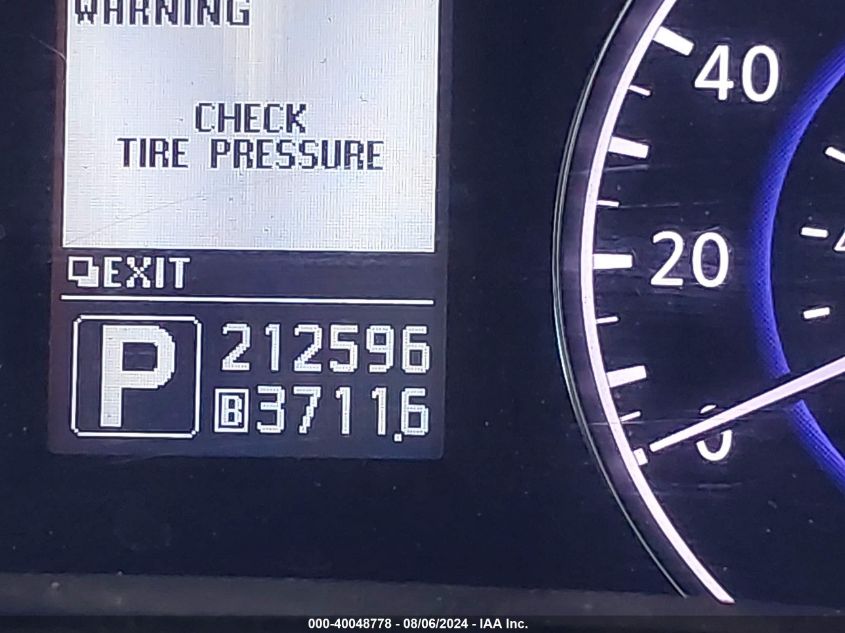 WARNING
CHECK
TIRE PRESSURE
EXIT
P 212596
B 3711.6
40
20
0
000-40048778 - 08/06/2024 - IAA Inc.